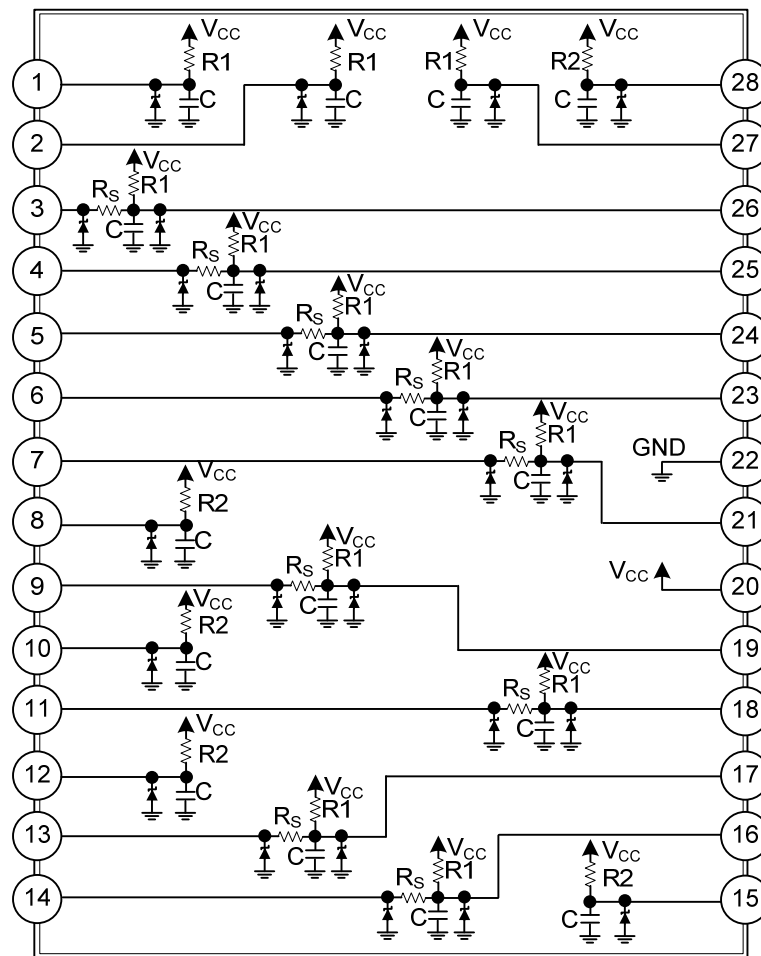 VCC VCC VCC VCC
R1 R1 R1 R2
1 C C C C 28
2 27
VCC
RS R1
3 C 26
VCC
RS R1
4 C 25
VCC
RS R1
5 C 24
VCC
RS R1
6 C 23
VCC
RS R1 GND
7 C 22
VCC
R2
8 C 21
VCC
RS R1 VCC
9 C 20
VCC
R2
10 C 19
VCC
RS R1
11 C 18
VCC
R2
12 C 17
VCC
RS R1
13 C 16
VCC VCC
RS R1 R2
14 C C 15